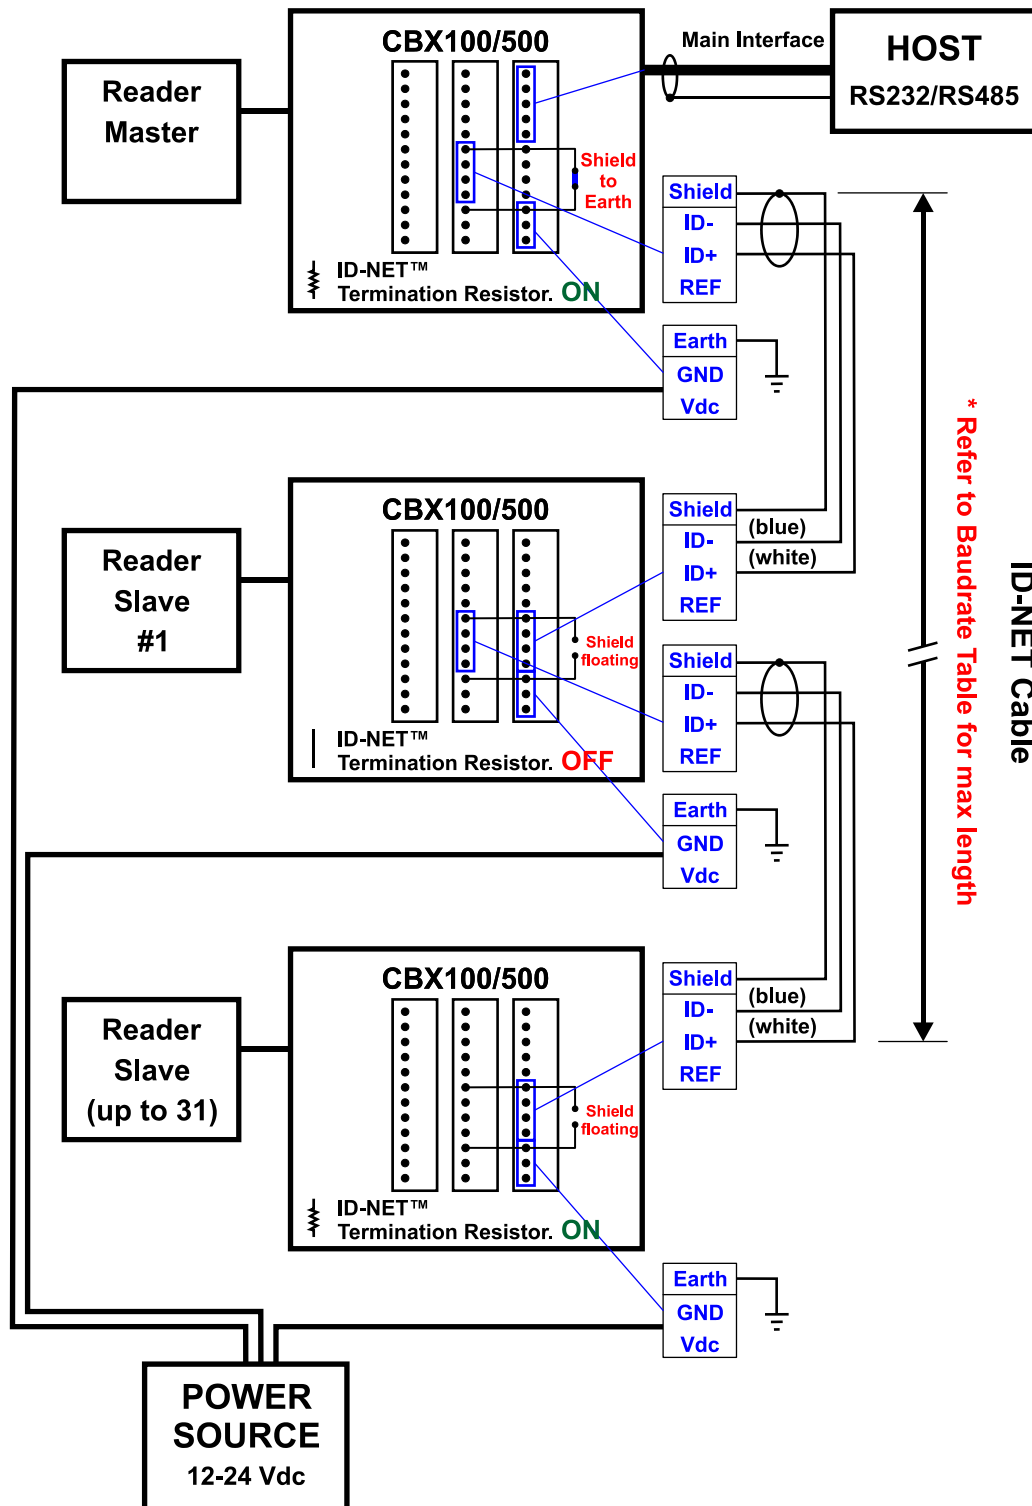 CBX100/500
Main Interface
HOST
RS232/RS485
Reader
Master
Shield
to
Earth
Shield
ID-
ID+
REF
ID-NET™
Termination Resistor. ON
Earth
GND
Vdc
CBX100/500
Reader
Slave
#1
Shield
floating
Shield
ID-
ID+
REF
(blue)
(white)
Shield
ID-
ID+
REF
ID-NET™
Termination Resistor. OFF
Earth
GND
Vdc
* Refer to Baudrate Table for max length
ID-NET Cable
CBX100/500
Reader
Slave
(up to 31)
Shield
floating
Shield
ID-
ID+
REF
(blue)
(white)
ID-NET™
Termination Resistor. ON
Earth
GND
Vdc
POWER
SOURCE
12-24 Vdc